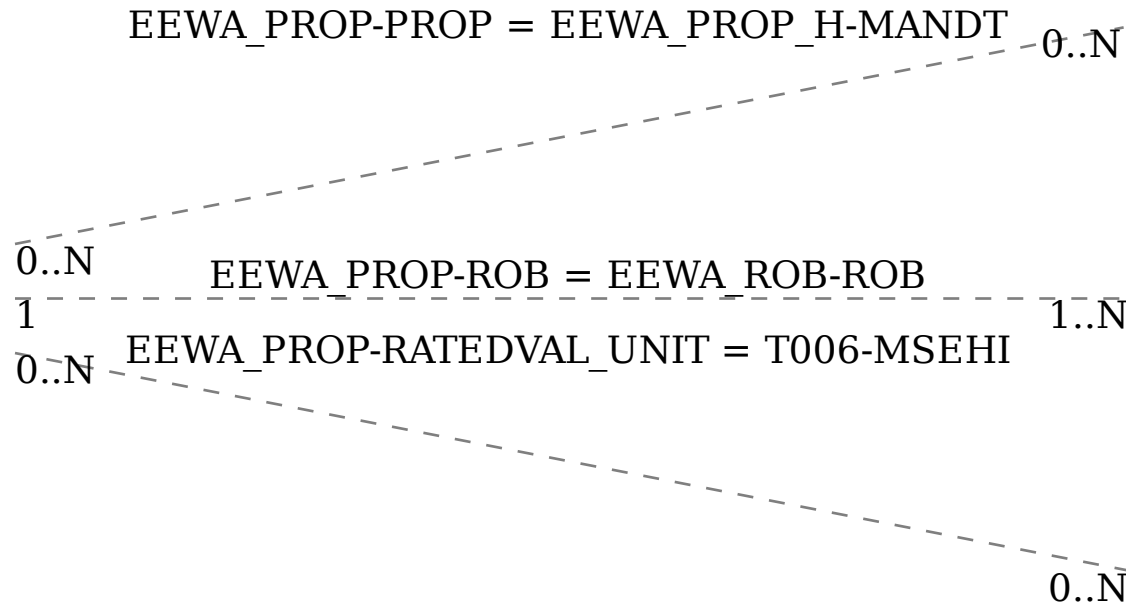 EEWA_PROP-PROP = EEWA_PROP_H-MANDT
0..N
0..N
EEWA_PROP-ROB = EEWA_ROB-ROB
1
1..N
EEWA_PROP-RATEDVAL_UNIT = T006-MSEHI
0..N
0..N